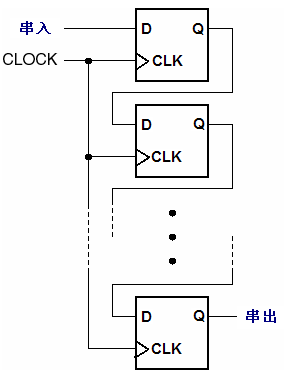 串入 D Q
CLOCK CLK
D Q
CLK
D Q 串出
CLK